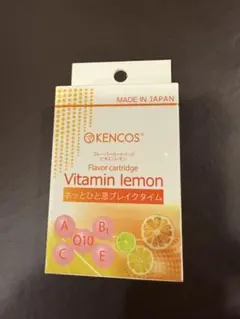 MADE IN JAPAN
KENCOS
フレーバーカートリッジ
ビタミンレモン
Flavor cartridge
Vitamin lemon
ホッとひと息ブレイクタイム
A B1
Q10
C E